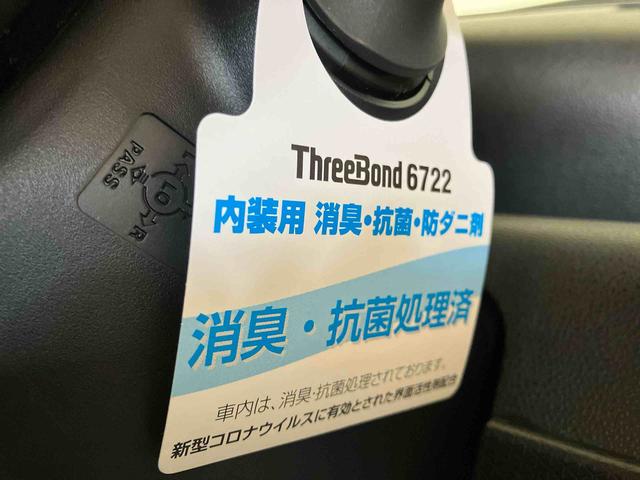 ThreeBond 6722
内装用 消臭・抗菌・防ダニ剤
消臭・抗菌処理済
車内は、消臭・抗菌処理されております。
新型コロナウイルスに有効とされた界面活性剤配合
PASS
LO
R